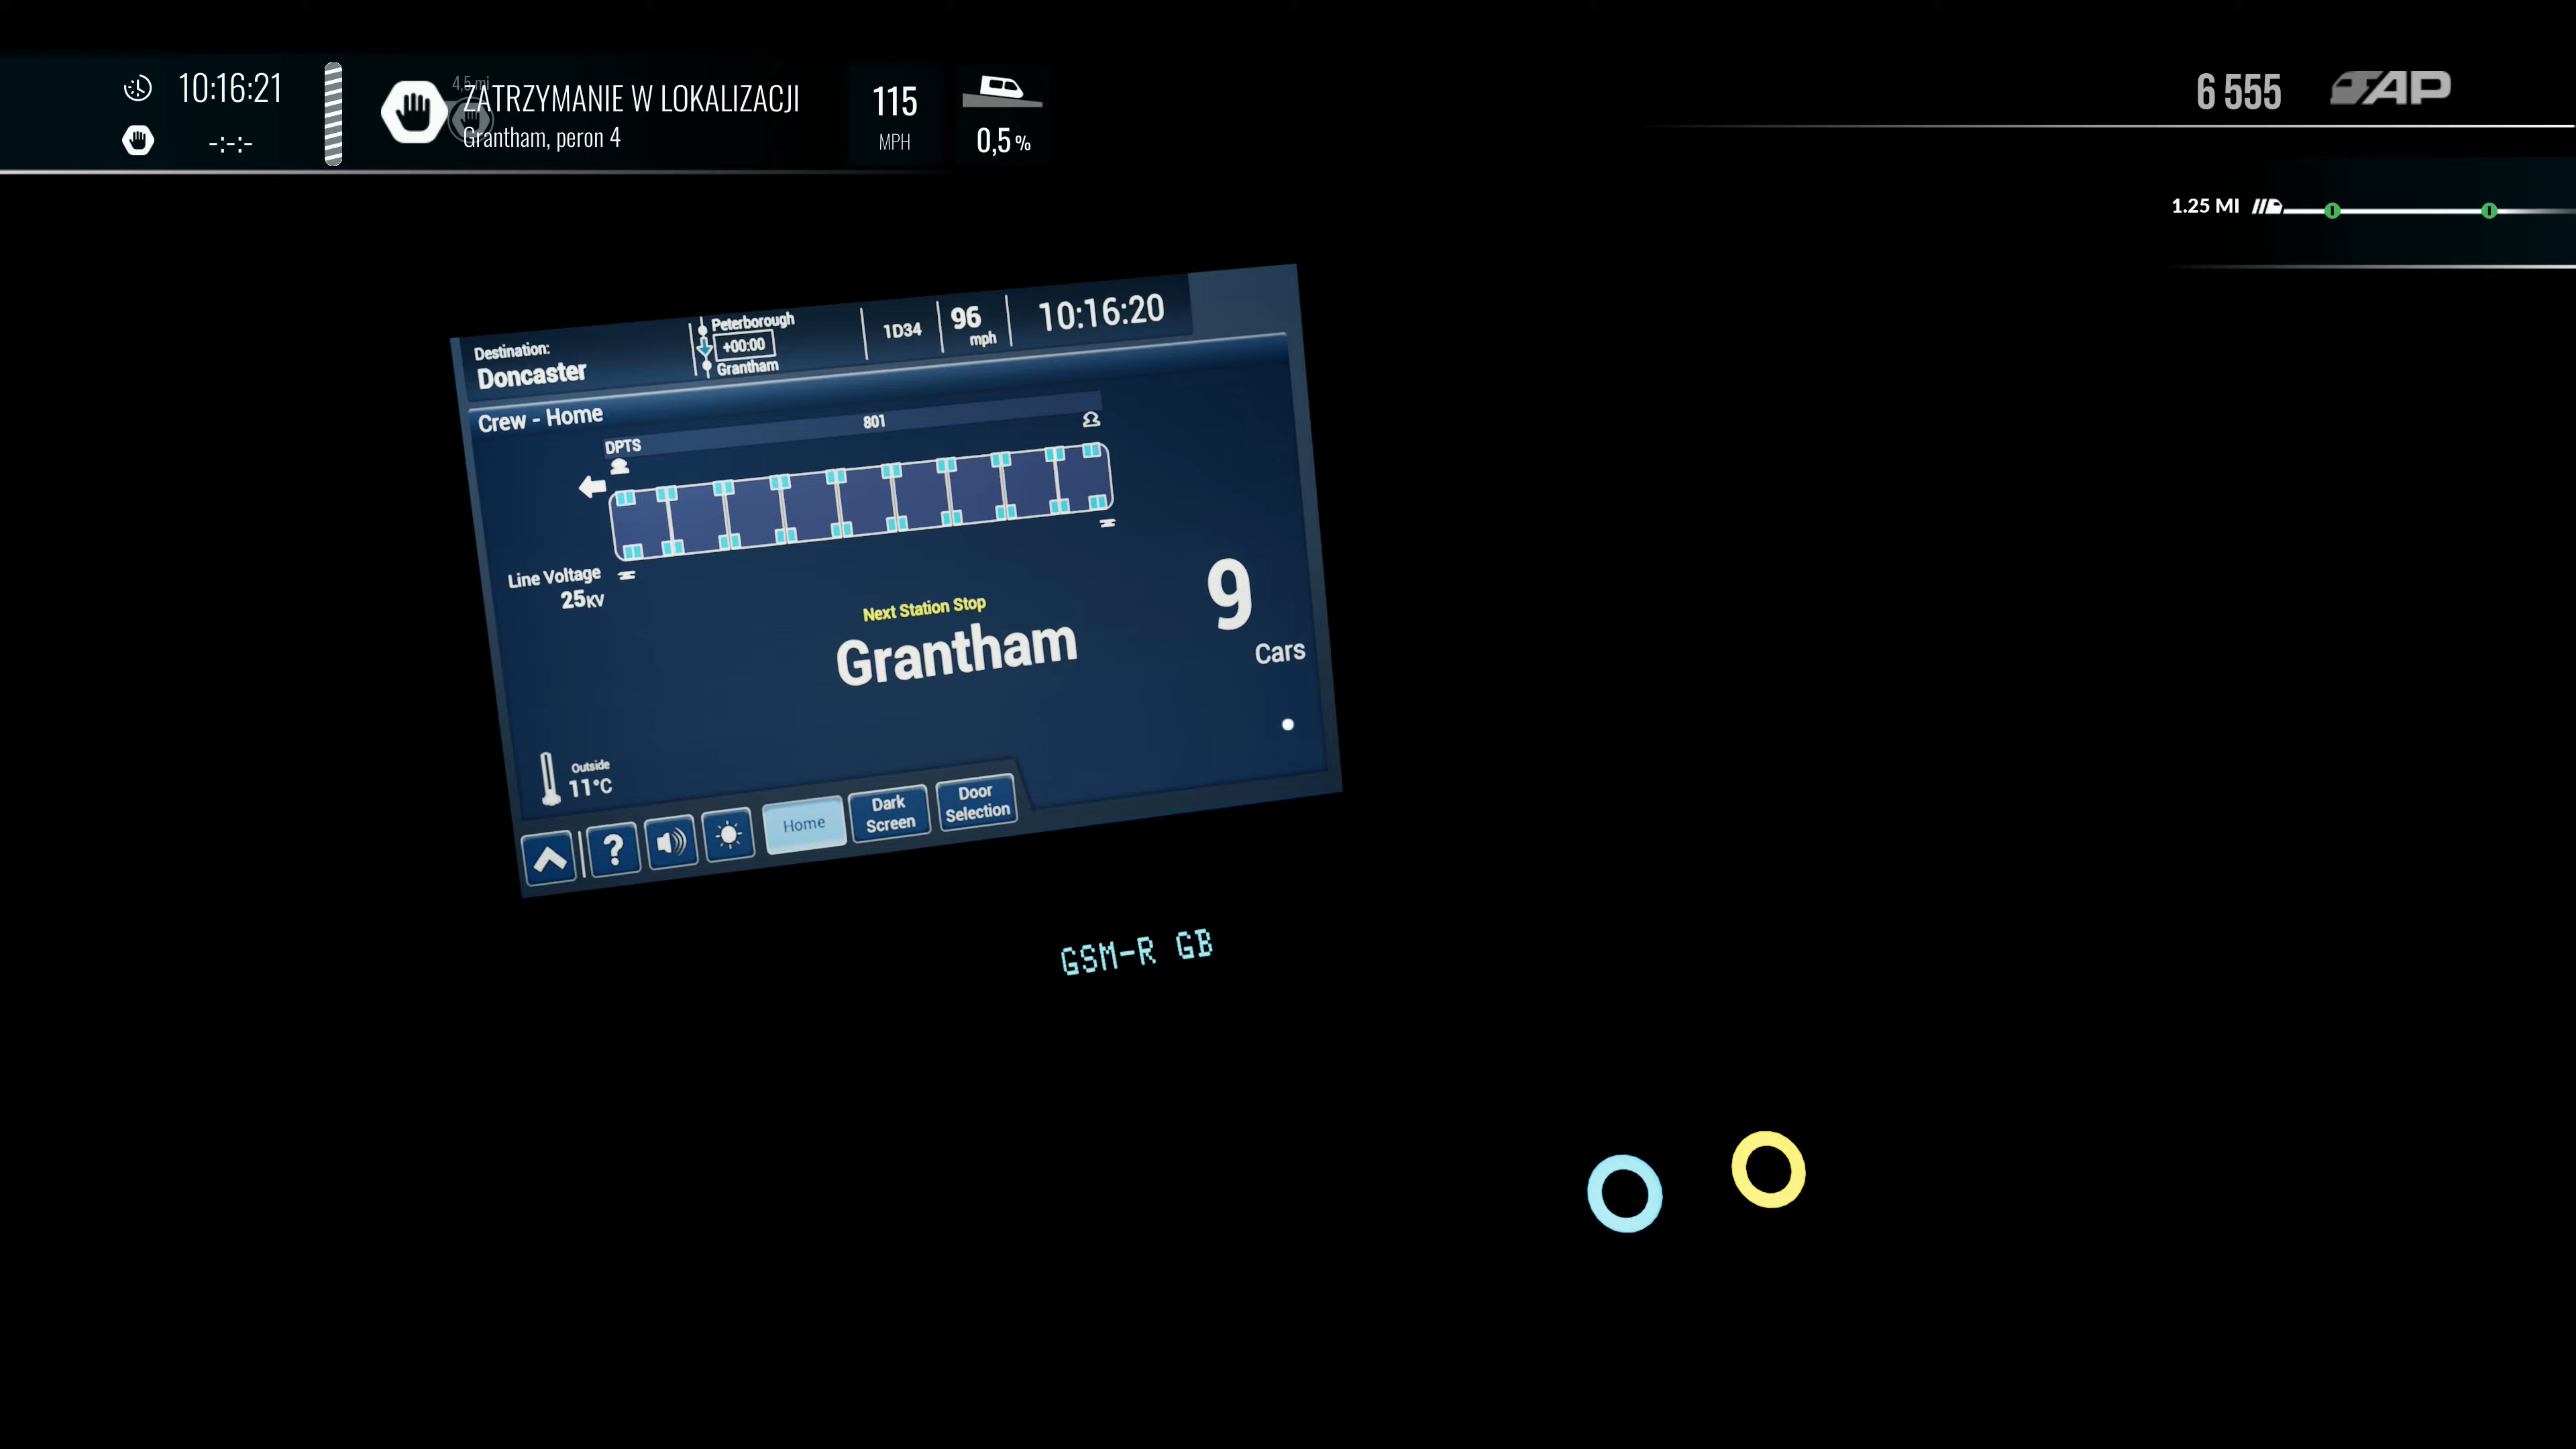 10:16:21
-:-:-
4,5 mi
ZATRZYMANIE W LOKALIZACJI
Grantham, peron 4
115
MPH
0,5 %
6 555
AP
1.25 MI
Destination:
Doncaster
Peterborough
+00:00
Grantham
1D34
96
mph
10:16:20
Crew - Home
801
DPTS
Line Voltage
25KV
Next Station Stop
Grantham
9
Cars
Outside
11°C
?
Home
Dark
Screen
Door
Selection
GSM-R GB